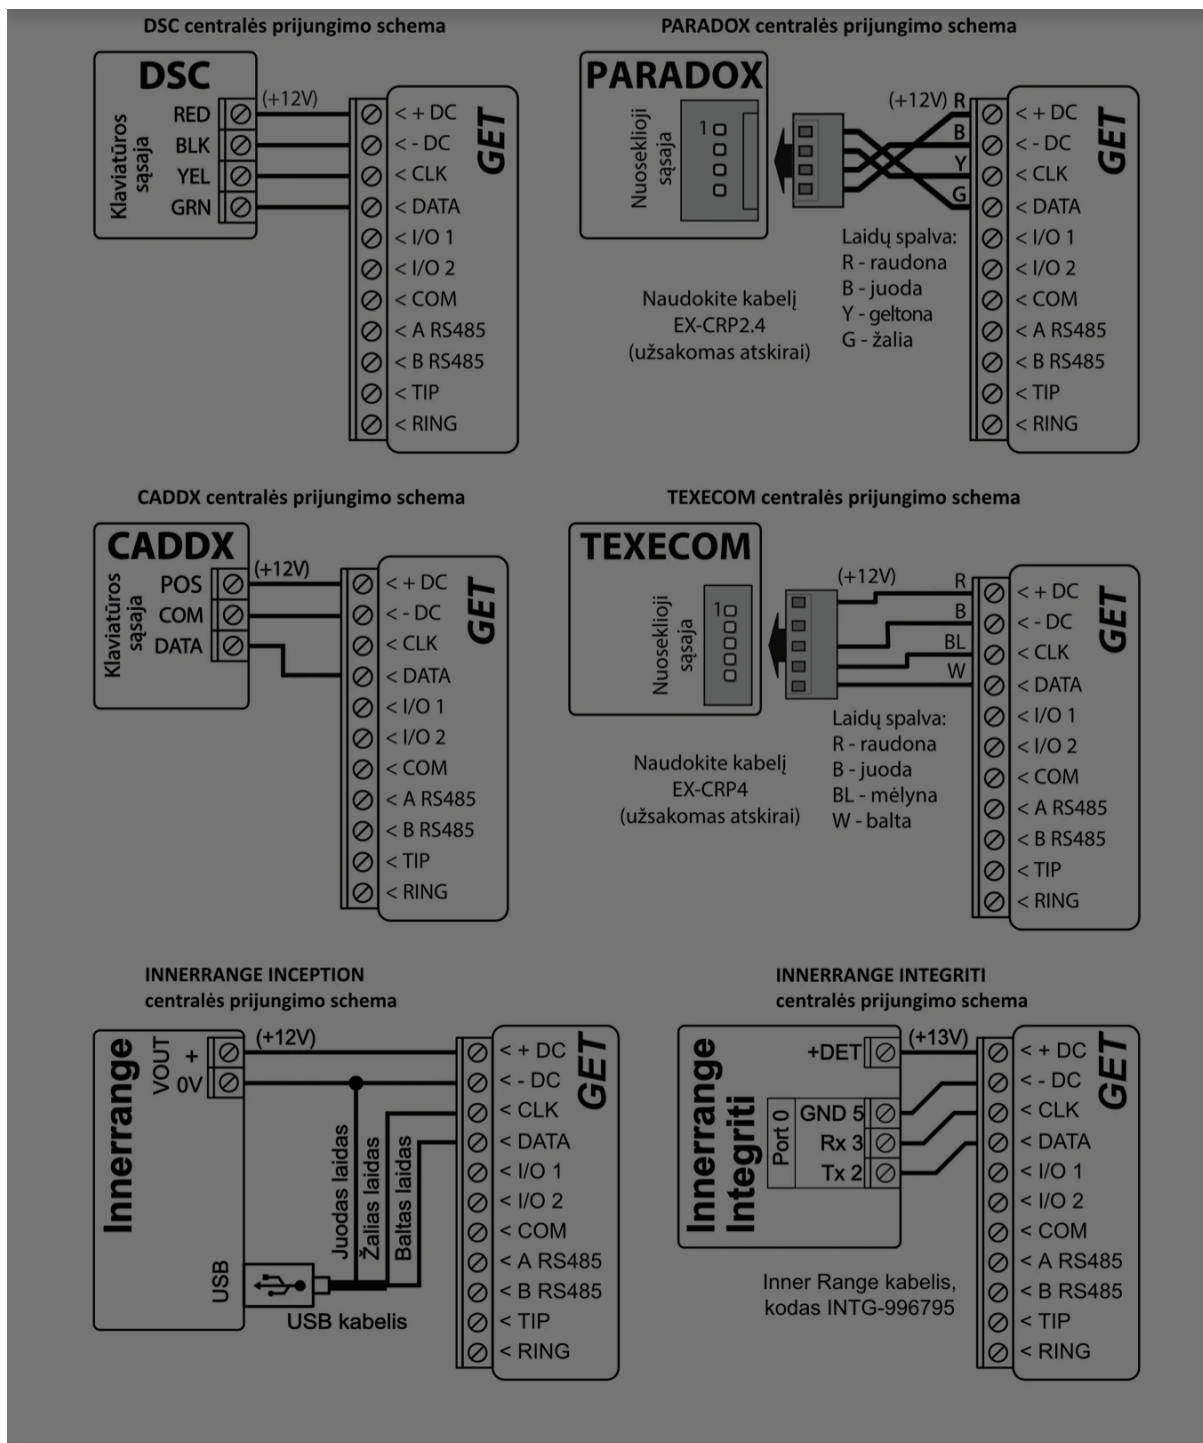 DSC centralės prijungimo schema
DSC
Klaviatūros
sąsaja
RED
BLK
YEL
GRN
(+12V)
GET
< + DC
< - DC
< CLK
< DATA
< I/O 1
< I/O 2
< COM
< A RS485
< B RS485
< TIP
< RING
PARADOX centralės prijungimo schema
PARADOX
Nuoseklioji
sąsaja
1
(+12V) R
B
Y
G
GET
< + DC
< - DC
< CLK
< DATA
< I/O 1
< I/O 2
< COM
< A RS485
< B RS485
< TIP
< RING
Laidų spalva:
R - raudona
B - juoda
Y - geltona
G - žalia
Naudokite kabelį
EX-CRP2.4
(užsakomas atskirai)
CADDX centralės prijungimo schema
CADDX
Klaviatūros
sąsaja
POS
COM
DATA
(+12V)
GET
< + DC
< - DC
< CLK
< DATA
< I/O 1
< I/O 2
< COM
< A RS485
< B RS485
< TIP
< RING
TEXECOM centralės prijungimo schema
TEXECOM
Nuoseklioji
sąsaja
1
(+12V)
R
B
BL
W
GET
< + DC
< - DC
< CLK
< DATA
< I/O 1
< I/O 2
< COM
< A RS485
< B RS485
< TIP
< RING
Laidų spalva:
R - raudona
B - juoda
BL - mėlyna
W - balta
Naudokite kabelį
EX-CRP4
(užsakomas atskirai)
INNERRANGE INCEPTION
centralės prijungimo schema
Innerrange
VOUT
+
0V
(+12V)
USB
Juodas laidas
Žalias laidas
Baltas laidas
USB kabelis
GET
< + DC
< - DC
< CLK
< DATA
< I/O 1
< I/O 2
< COM
< A RS485
< B RS485
< TIP
< RING
INNERRANGE INTEGRITI
centralės prijungimo schema
Innerrange
Integriti
+DET
Port 0
GND 5
Rx 3
Tx 2
(+13V)
GET
< + DC
< - DC
< CLK
< DATA
< I/O 1
< I/O 2
< COM
< A RS485
< B RS485
< TIP
< RING
Inner Range kabelis,
kodas INTG-996795